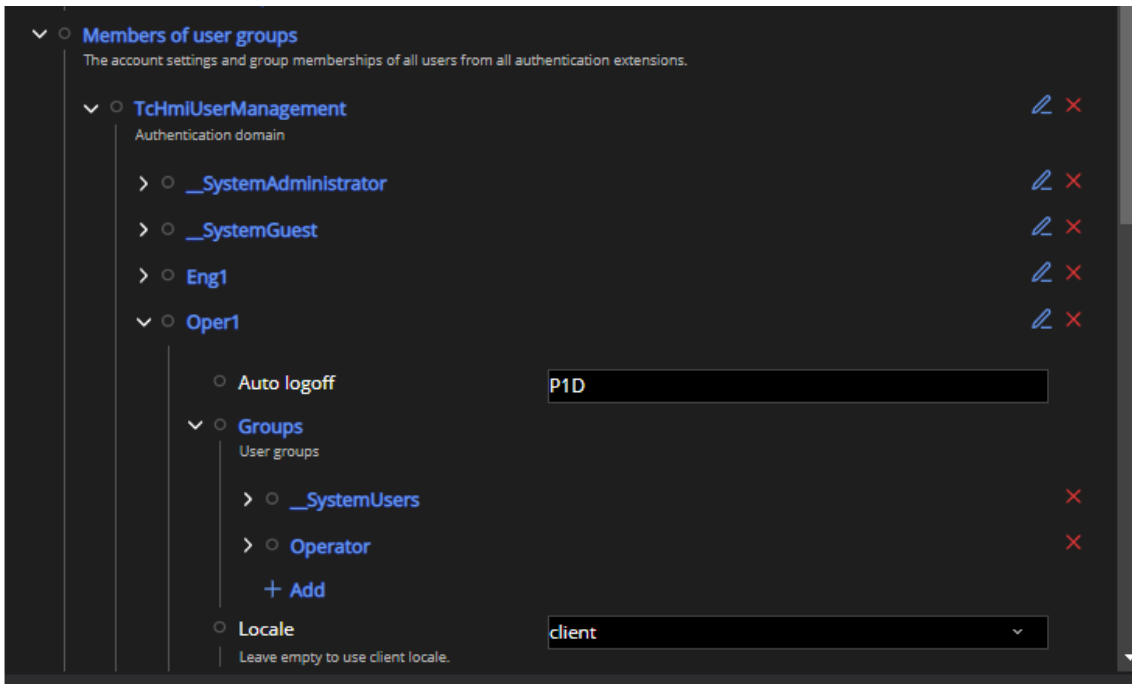 Members of user groups
The account settings and group memberships of all users from all authentication extensions.
TcHmiUserManagement
Authentication domain
__SystemAdministrator
__SystemGuest
Eng1
Oper1
Auto logoff P1D
Groups
User groups
__SystemUsers
Operator
+ Add
Locale client
Leave empty to use client locale.